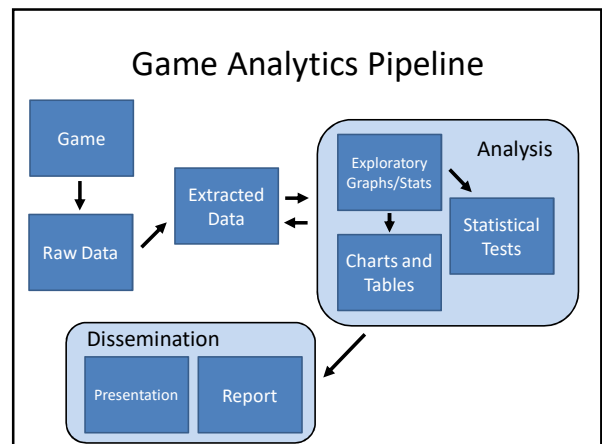 Game Analytics Pipeline
Game
Raw Data
Extracted
Data
Analysis
Exploratory
Graphs/Stats
Statistical
Tests
Charts and
Tables
Dissemination
Presentation
Report